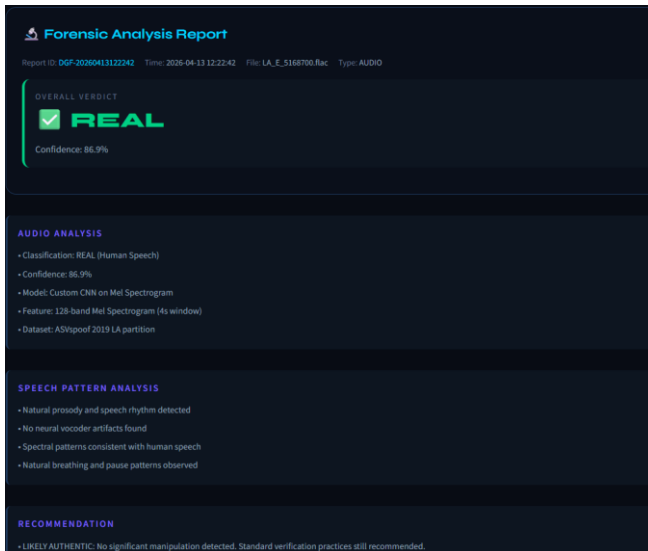 Forensic Analysis Report
Report ID: DGF-20260413122242 Time: 2026-04-13 12:22:42 File: LA_E_5168700.flac Type: AUDIO
OVERALL VERDICT
REAL
Confidence: 86.9%
AUDIO ANALYSIS
• Classification: REAL (Human Speech)
• Confidence: 86.9%
• Model: Custom CNN on Mel Spectrogram
• Feature: 128-band Mel Spectrogram (4s window)
• Dataset: ASVspoof 2019 LA partition
SPEECH PATTERN ANALYSIS
• Natural prosody and speech rhythm detected
• No neural vocoder artifacts found
• Spectral patterns consistent with human speech
• Natural breathing and pause patterns observed
RECOMMENDATION
• LIKELY AUTHENTIC: No significant manipulation detected. Standard verification practices still recommended.